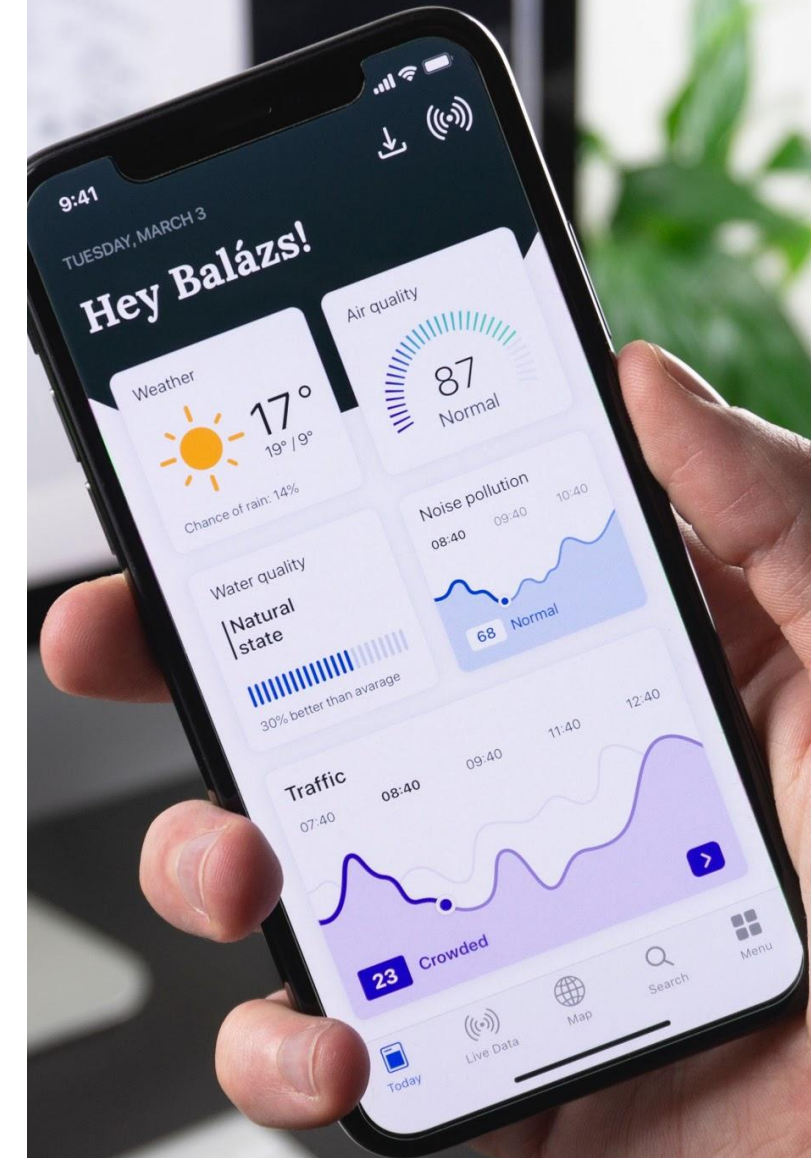 9:41
TUESDAY, MARCH 3
Hey Balázs!
Weather
17°
19° / 9°
Chance of rain: 14%
Air quality
87
Normal
Water quality
Natural
state
30% better than avarage
Noise pollution
08:40 09:40 10:40
68 Normal
Traffic
07:40 08:40 09:40 11:40 12:40
23 Crowded
Today
Live Data
Map
Search
Menu